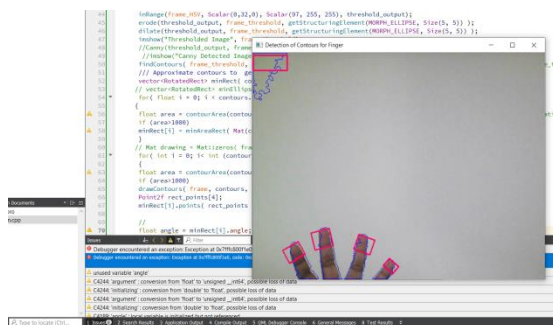 inRange(frame_HSV, Scalar(0,32,0), Scalar(97, 255, 255), threshold_output);
erode(threshold_output, frame_threshold, getStructuringElement(MORPH_ELLIPSE, Size(5, 5)) );
dilate(threshold_output, frame_threshold, getStructuringElement(MORPH_ELLIPSE, Size(5, 5)) );
imshow("Thresholded Image", fra
//Canny(threshold_output, frame
//imshow("Canny Detected Image
findContours( frame_threshold,
/// Approximate contours to ge
vector<RotatedRect> minRect( co
// vector<RotatedRect> minEllips
for( float i = 0; i < contours.
{
float area = contourArea(contou
if (area>1000)
minRect[i] = minAreaRect( Mat(c
}
// Mat drawing = Mat::zeros( fra
for( int i = 0; i< int (contour
{
float area = contourArea(contou
if (area>1000)
drawContours( frame, contours,
Point2f rect_points[4];
minRect[i].points( rect_points
//
70 float angle = minRect[i].angle;
Detection of Contours for Finger
Documents
Issues
Filter
Debugger encountered an exception: Exception at 0x7ffc800f1w0
unused variable 'angle'
C4244: 'argument' : conversion from 'float' to 'unsigned __int64', possible loss of data
C4244: 'initializing' : conversion from 'double' to 'float', possible loss of data
C4244: 'argument' : conversion from 'float' to 'unsigned __int64', possible loss of data
C4244: 'initializing' : conversion from 'double' to 'float', possible loss of data
Type to locate (Ctrl...
1 Issues 2 Search Results 3 Application Output 4 Compile Output 5 QML Debugger Console 6 General Messages 8 Test Results